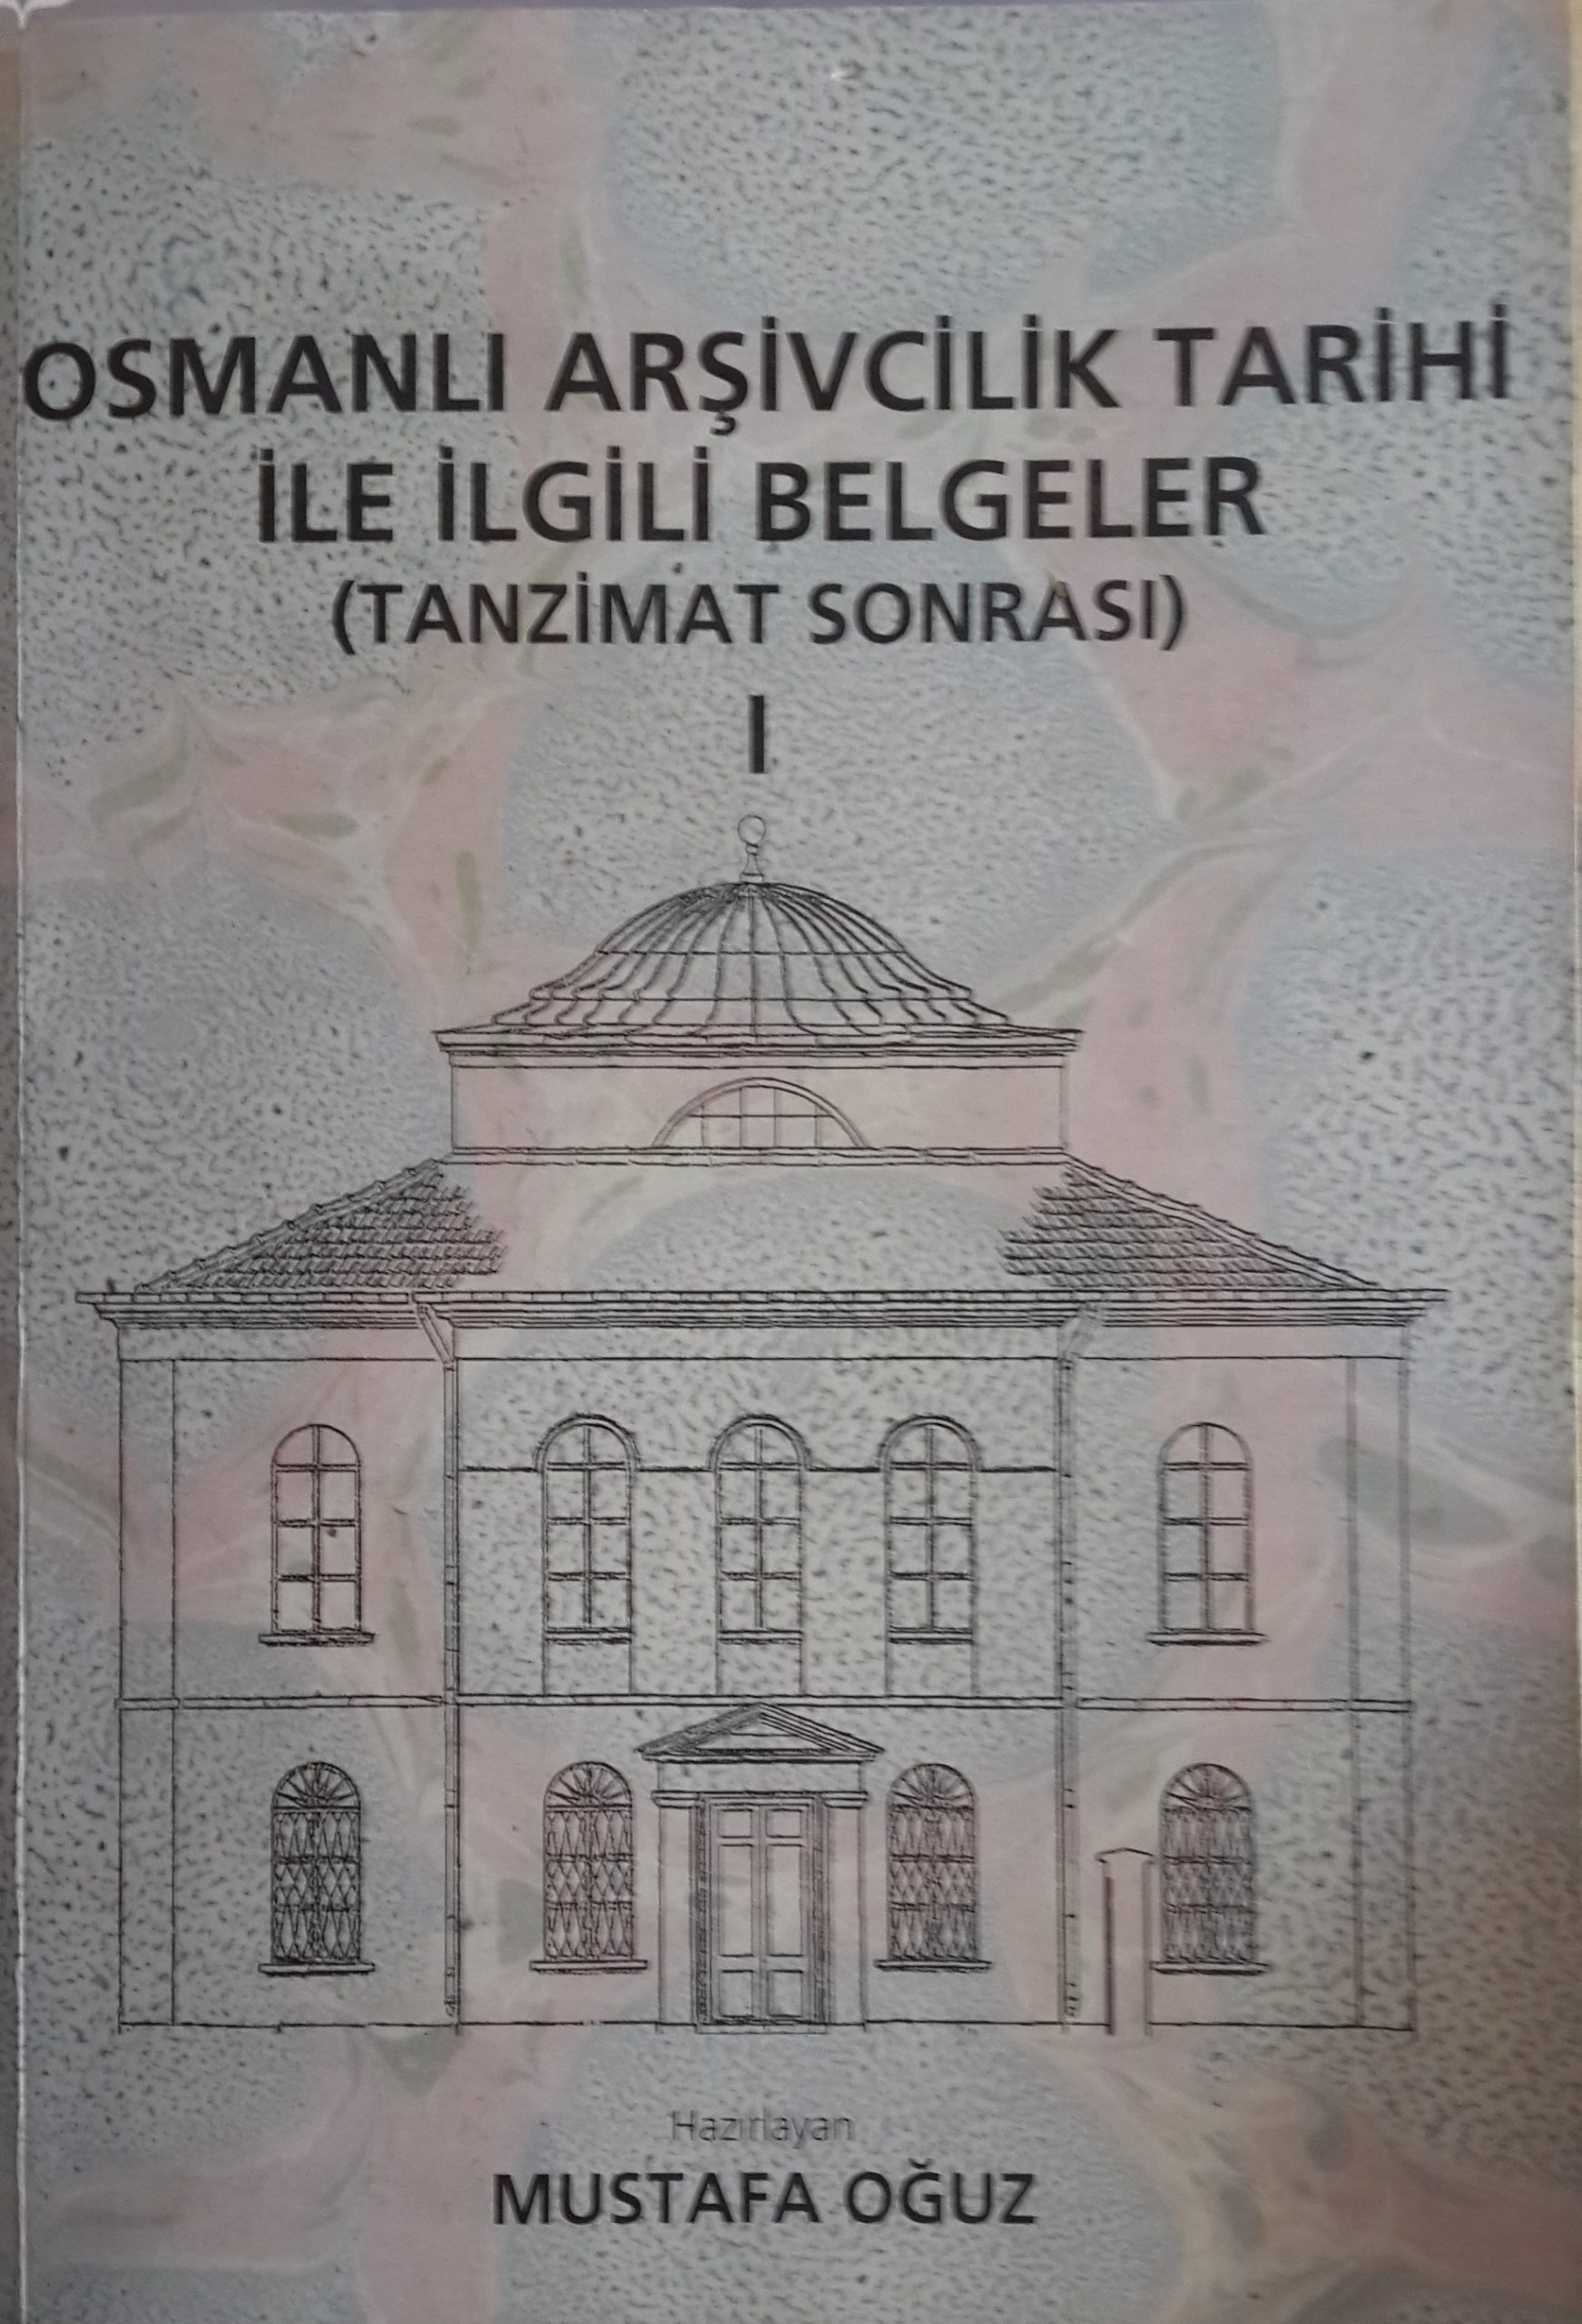 OSMANLI ARŞİVCİLİK TARİHİ
İLE İLGİLİ BELGELER
(TANZİMAT SONRASI)
I
Hazırlayan
MUSTAFA OĞUZ